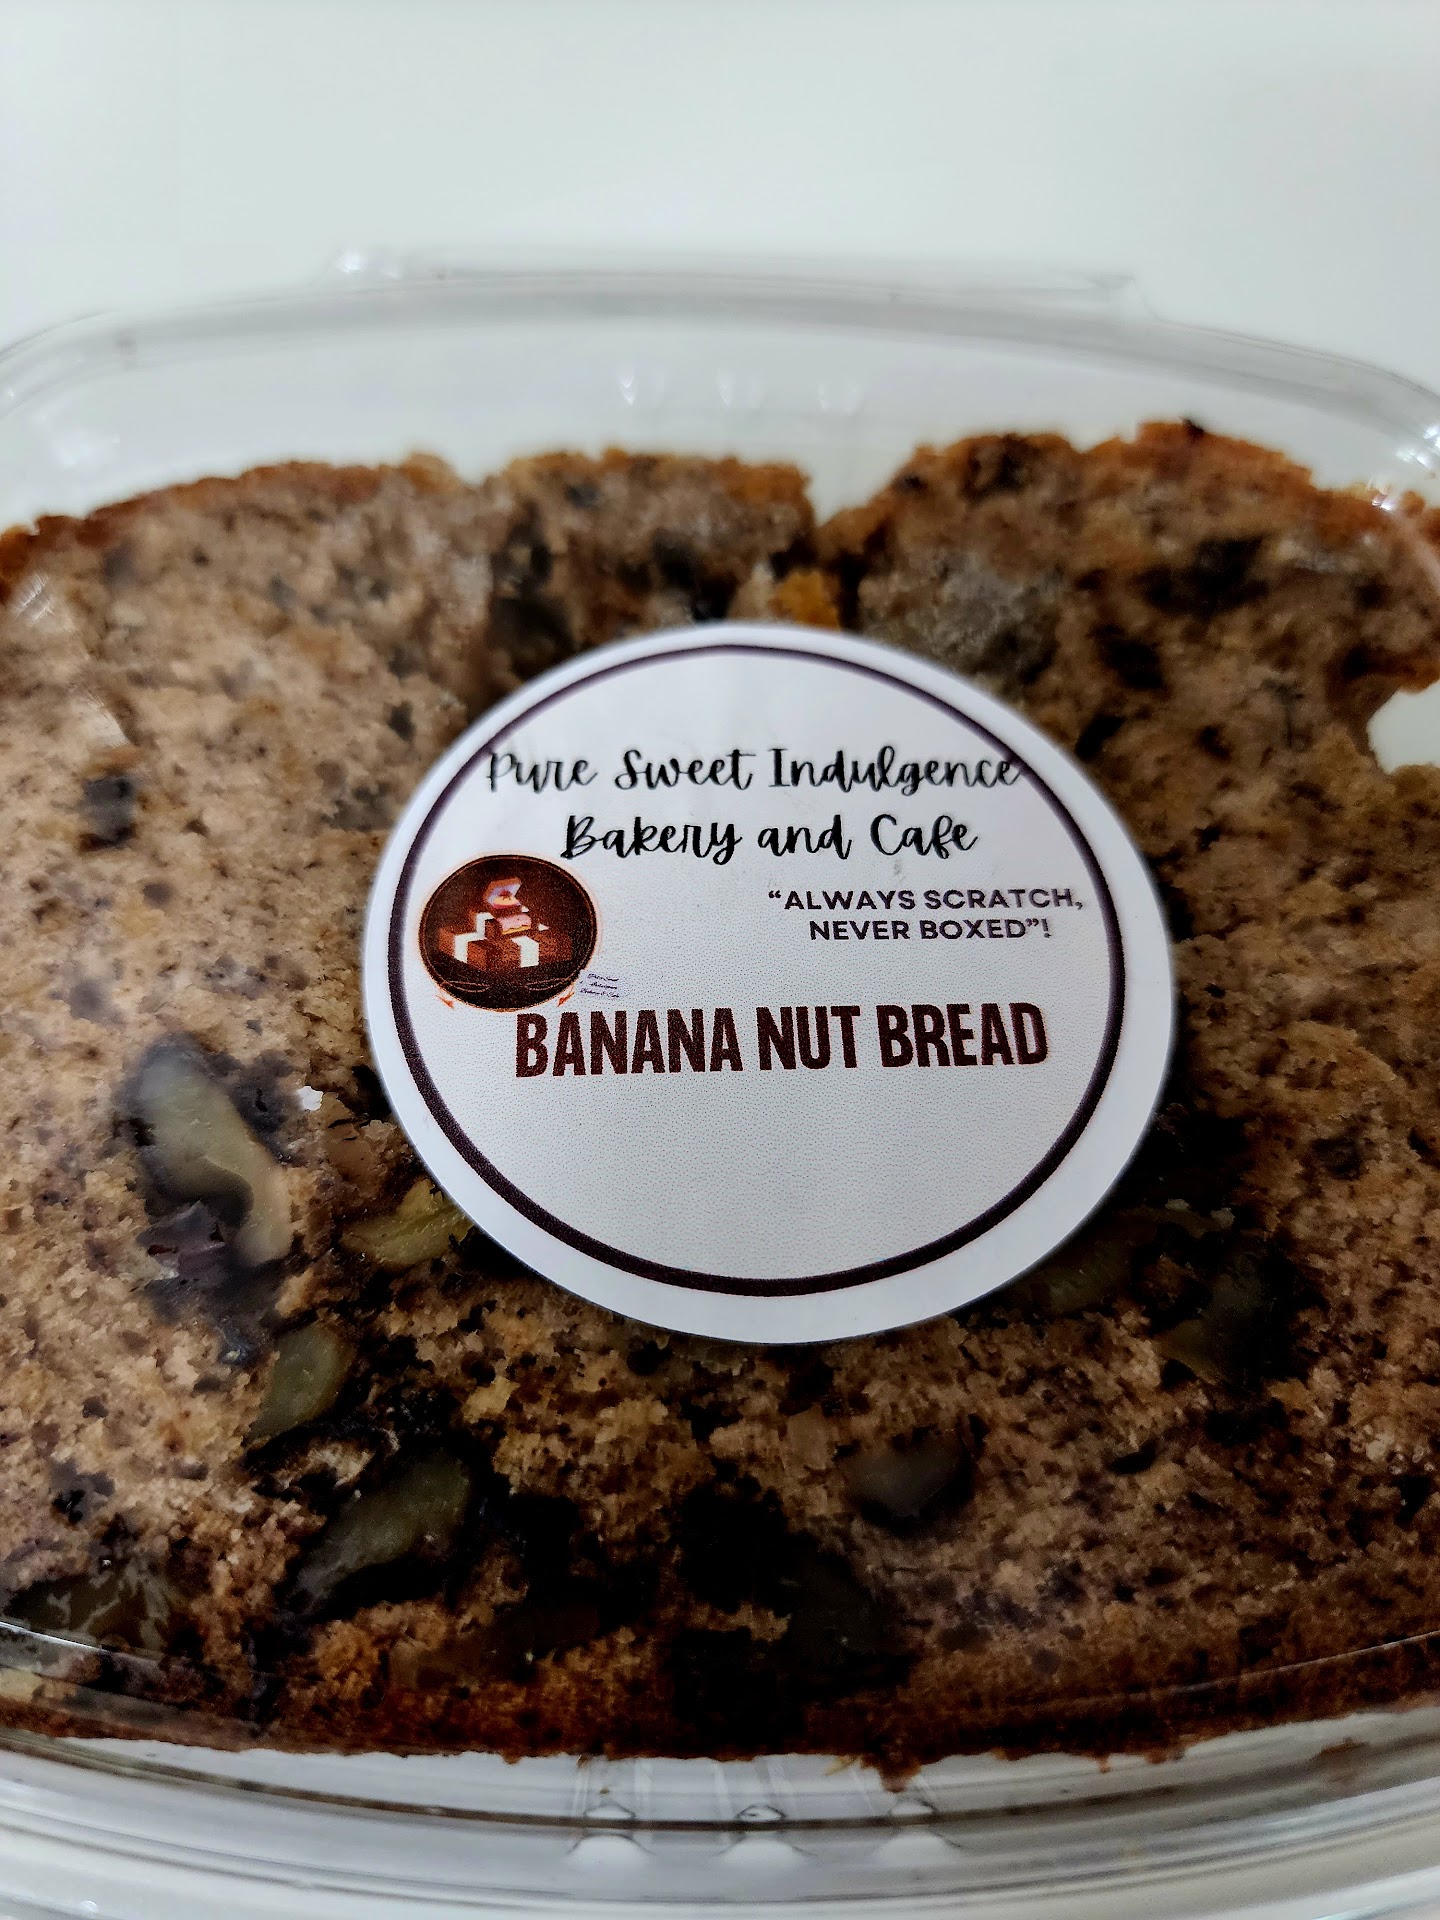 Pure Sweet Indulgence
Bakery and Cafe
“ALWAYS SCRATCH,
NEVER BOXED”!
BANANA NUT BREAD